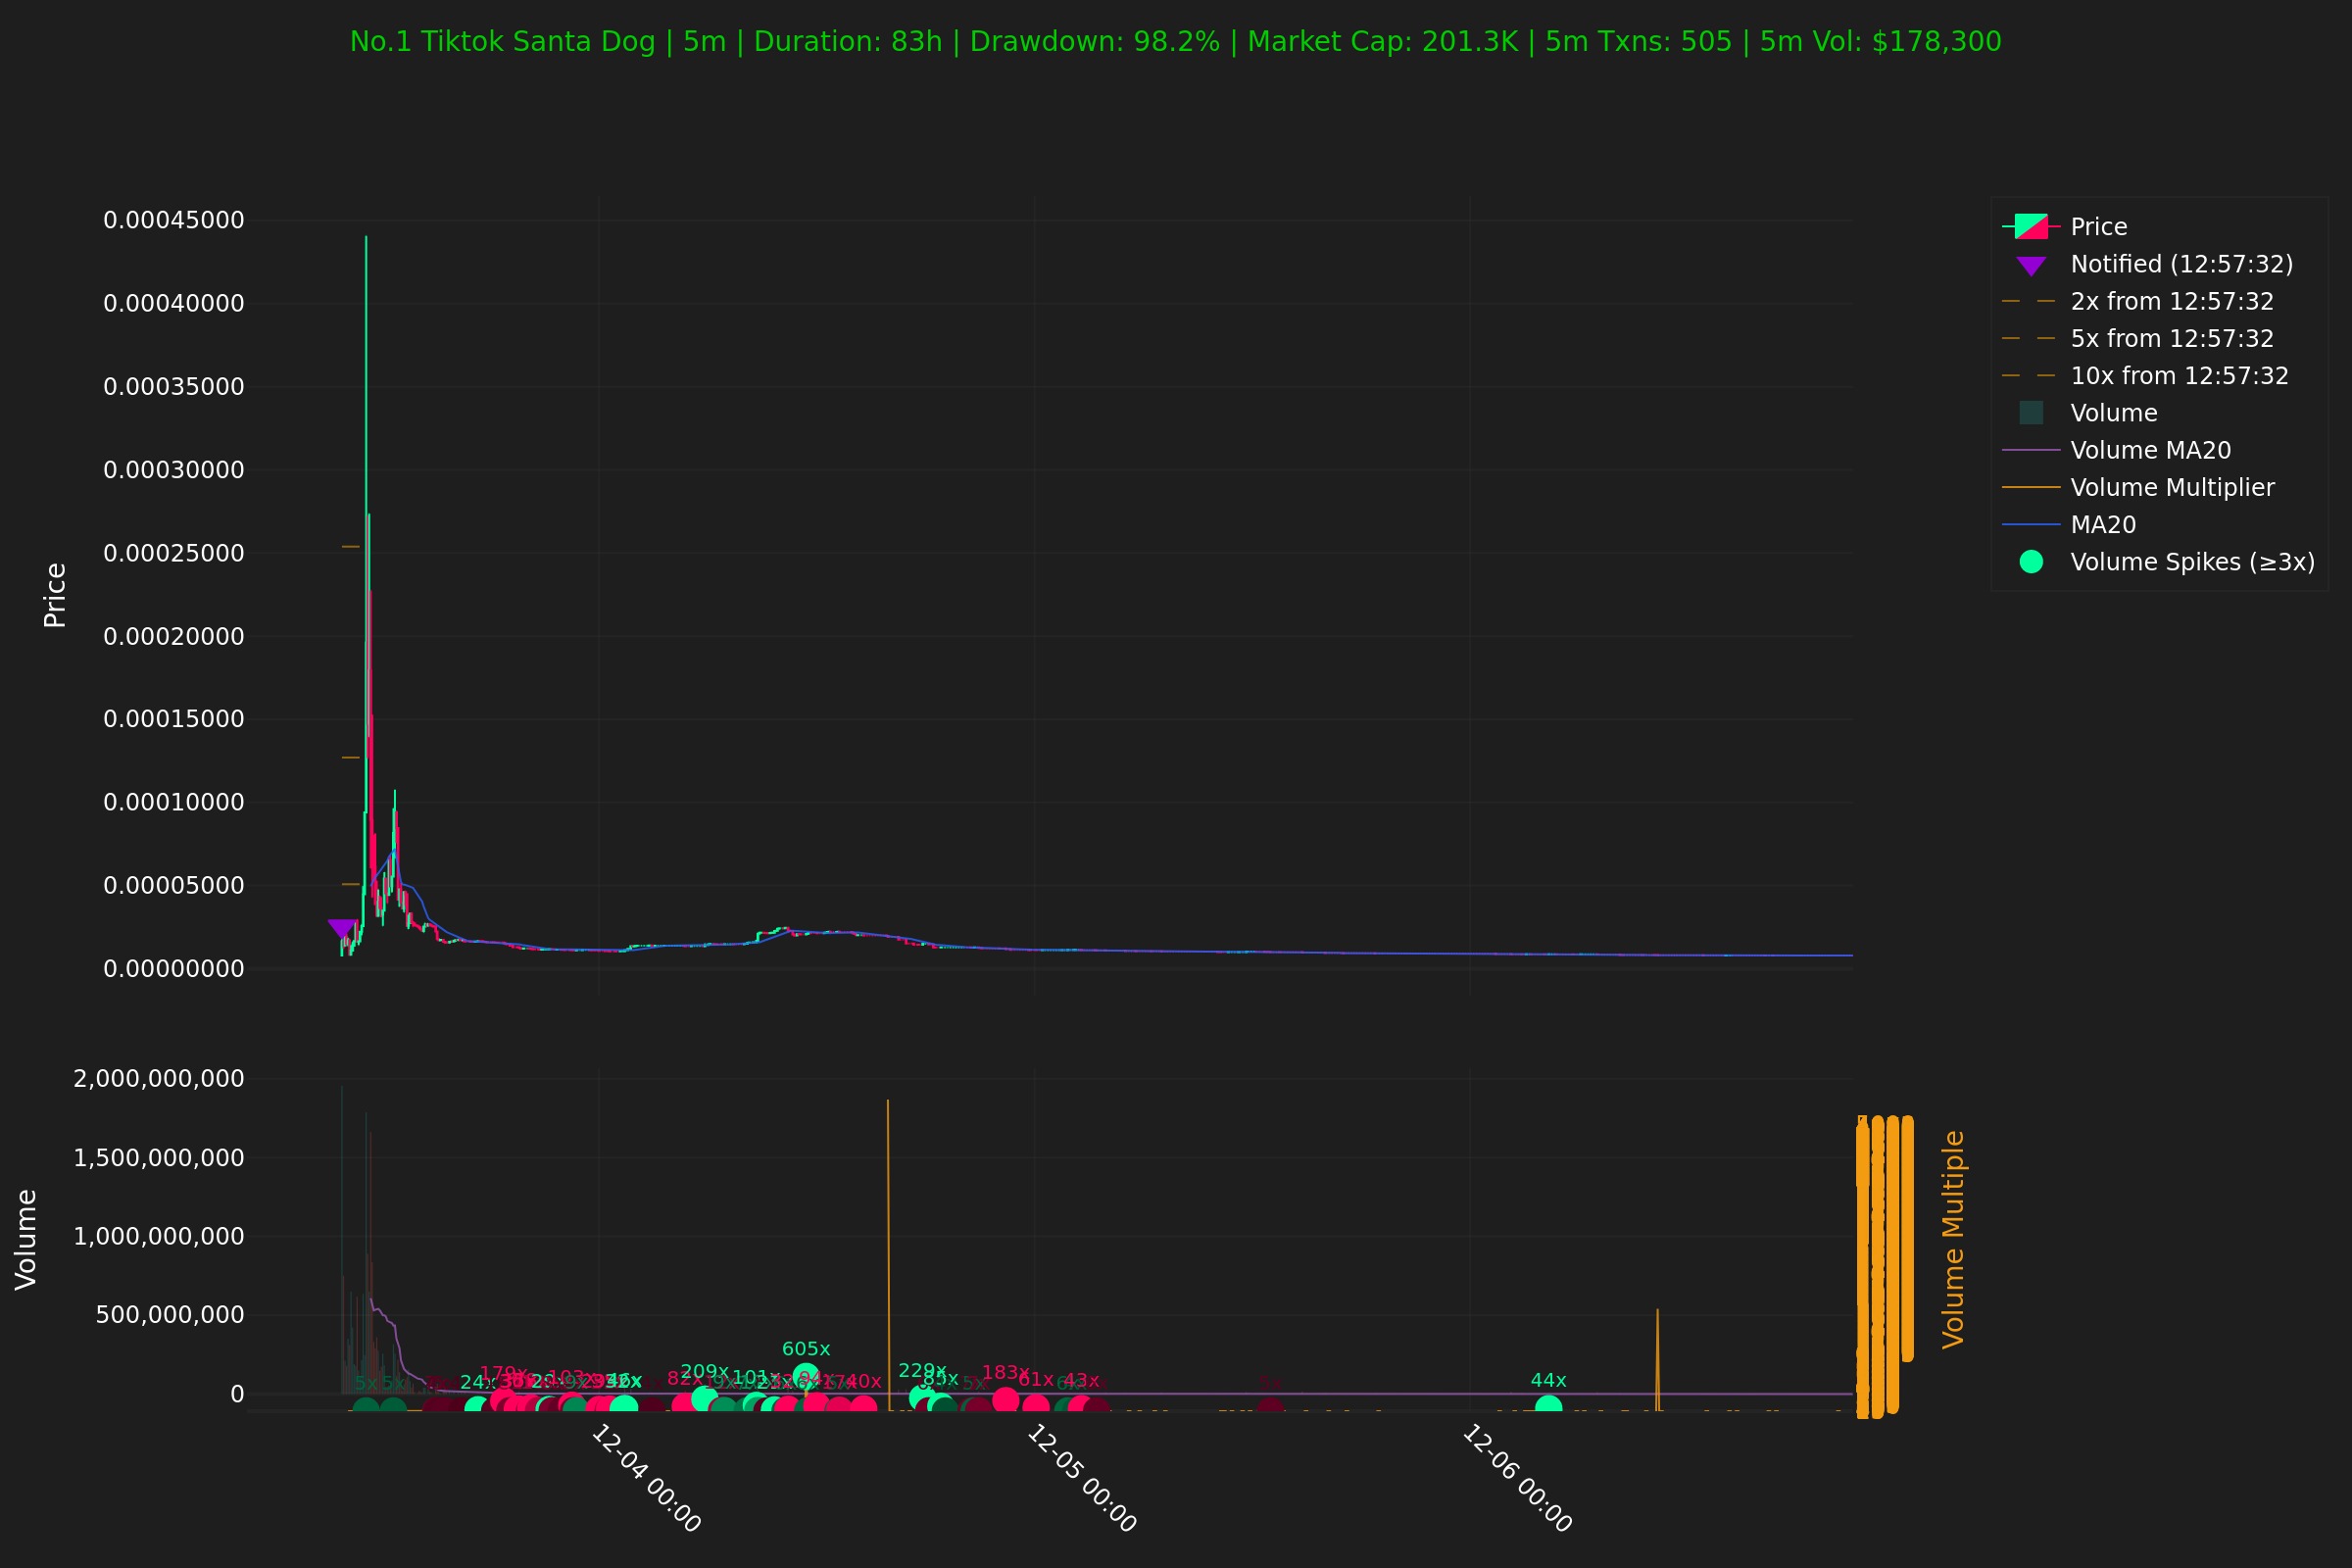 No.1 Tiktok Santa Dog | 5m | Duration: 83h | Drawdown: 98.2% | Market Cap: 201.3K | 5m Txns: 505 | 5m Vol: $178,300
Price
0.00045000
0.00040000
0.00035000
0.00030000
0.00025000
0.00020000
0.00015000
0.00010000
0.00005000
0.00000000
Price
Notified (12:57:32)
2x from 12:57:32
5x from 12:57:32
10x from 12:57:32
Volume
Volume MA20
Volume Multiplier
MA20
Volume Spikes (≥3x)
Volume
2,000,000,000
1,500,000,000
1,000,000,000
500,000,000
0
5x
5x
179x
209x
605x
229x
85x
5x
183x
61x
43x
44x
Volume Multiple
12-04 00:00
12-05 00:00
12-06 00:00